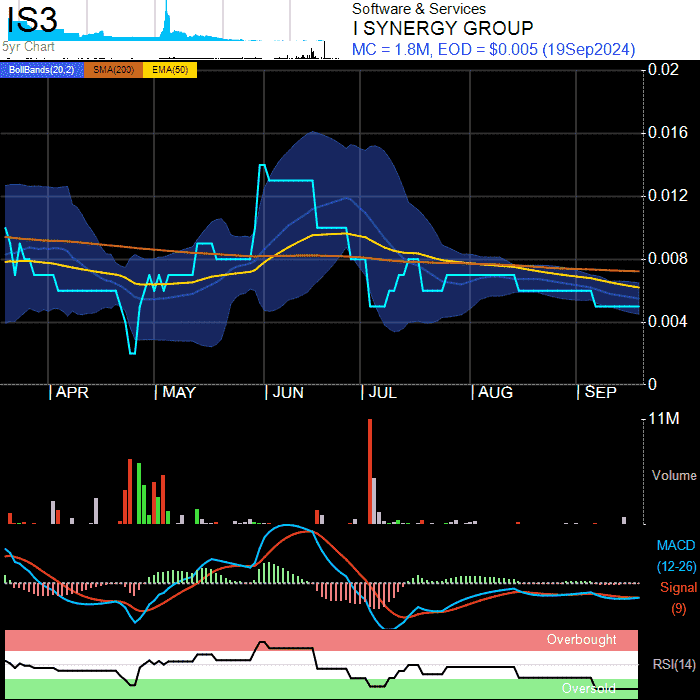 IS3
5yr Chart
Software & Services
I SYNERGY GROUP
MC = 1.8M, EOD = $0.005 (19Sep2024)
BollBands(20,2) SMA(200) EMA(50)
0.02
0.016
0.012
0.008
0.004
0
APR MAY JUN JUL AUG SEP
11M
Volume
MACD
(12-26)
Signal
(9)
Overbought
RSI(14)
Oversold